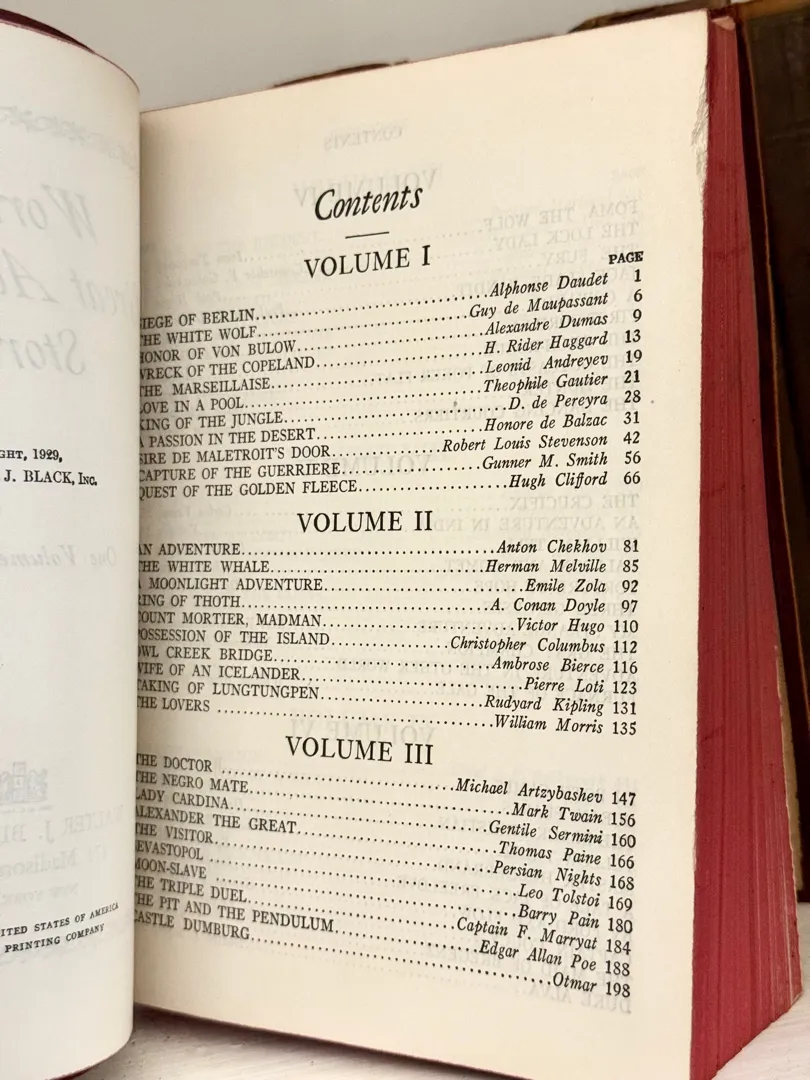 GHT, 1929,
J. BLACK, INC.
ITED STATES OF AMERICA
PRINTING COMPANY
Contents
VOLUME I
PAGE
IEGE OF BERLIN.....Alphonse Daudet 1
THE WHITE WOLF.....Guy de Maupassant 6
HONOR OF VON BULOW.....Alexandre Dumas 9
WRECK OF THE COPELAND.....H. Rider Haggard 13
THE MARSEILLAISE.....Leonid Andreyev 19
LOVE IN A POOL.....Theophile Gautier 21
KING OF THE JUNGLE.....D. de Pereyra 28
A PASSION IN THE DESERT.....Honore de Balzac 31
SIRE DE MALETROIT'S DOOR.....Robert Louis Stevenson 42
CAPTURE OF THE GUERRIERE.....Gunner M. Smith 56
QUEST OF THE GOLDEN FLEECE.....Hugh Clifford 66
VOLUME II
AN ADVENTURE.....Anton Chekhov 81
THE WHITE WHALE.....Herman Melville 85
A MOONLIGHT ADVENTURE.....Emile Zola 92
RING OF THOTH.....A. Conan Doyle 97
COUNT MORTIER, MADMAN.....Victor Hugo 110
POSSESSION OF THE ISLAND.....Christopher Columbus 112
OWL CREEK BRIDGE.....Ambrose Bierce 116
WIFE OF AN ICELANDER.....Pierre Loti 123
TAKING OF LUNGTUNGPEN.....Rudyard Kipling 131
THE LOVERS.....William Morris 135
VOLUME III
THE DOCTOR.....Michael Artzybashev 147
THE NEGRO MATE.....Mark Twain 156
LADY CARDINA.....Gentile Sermini 160
ALEXANDER THE GREAT.....Thomas Paine 166
THE VISITOR.....Persian Nights 168
EVASTOPOL.....Leo Tolstoi 169
MOON-SLAVE.....Barry Pain 180
THE TRIPLE DUEL.....Captain F. Marryat 184
THE PIT AND THE PENDULUM.....Edgar Allan Poe 188
CASTLE DUMBURG.....Otmar 198